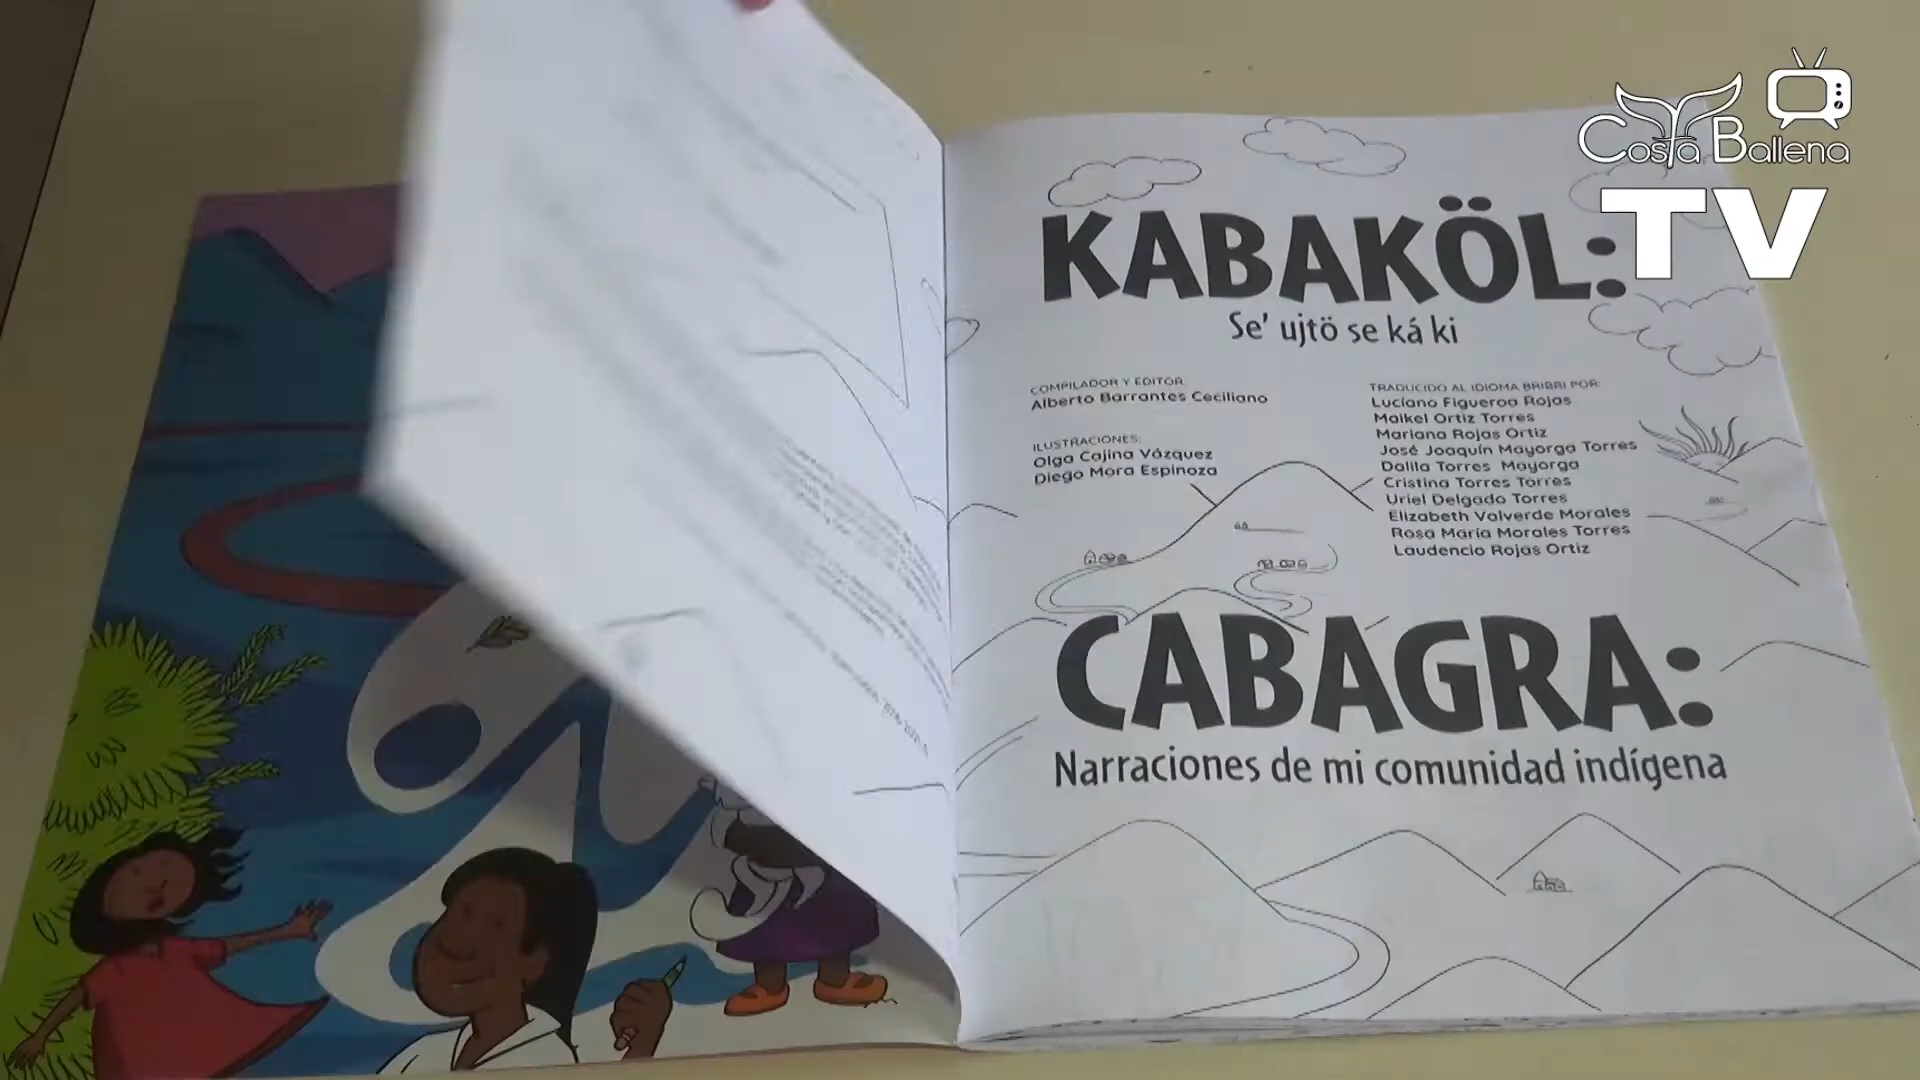 KABAKÖL:
Se' ujtö se ká ki
COMPILADOR Y EDITOR:
Alberto Barrantes Ceciliano
ILUSTRACIONES:
Olga Cajina Vázquez
Diego Mora Espinoza
TRADUCIDO AL IDIOMA BRIBRI POR:
Luciano Figueroa Rojas
Maikel Ortiz Torres
Mariana Rojas Ortiz
José Joaquín Mayorga Torres
Dalila Torres Mayorga
Cristina Torres Torres
Uriel Delgado Torres
Elizabeth Valverde Morales
Rosa María Morales Torres
Laudencio Rojas Ortiz
CABAGRA:
Narraciones de mi comunidad indígena
Costa Ballena
TV